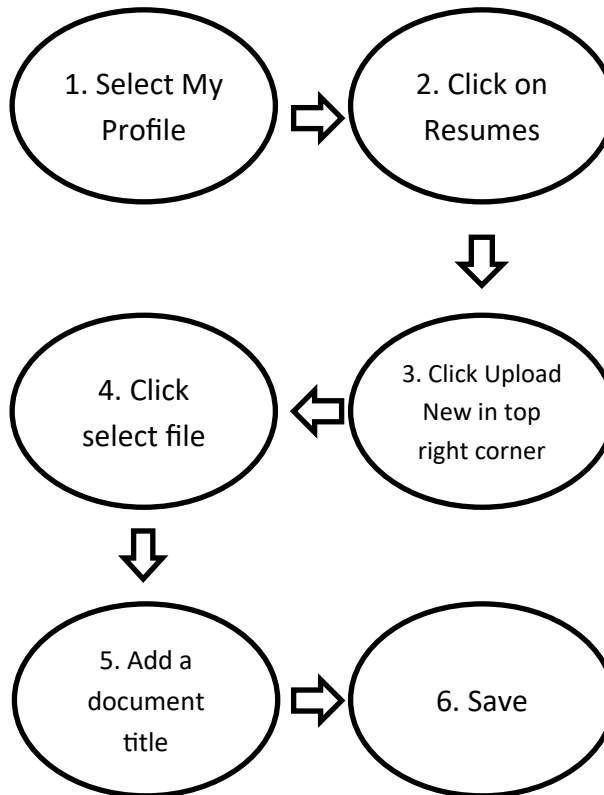 1. Select My
Profile
2. Click on
Resumes
3. Click Upload
New in top
right corner
4. Click
select file
5. Add a
document
title
6. Save